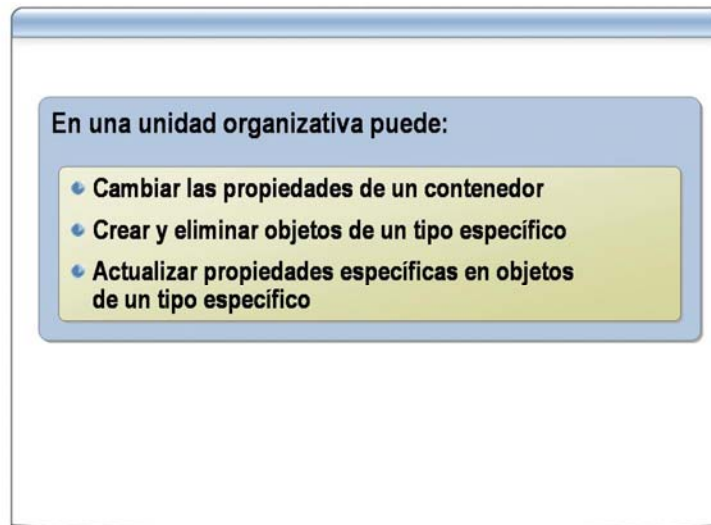 En una unidad organizativa puede:
Cambiar las propiedades de un contenedor
Crear y eliminar objetos de un tipo específico
Actualizar propiedades específicas en objetos
de un tipo específico